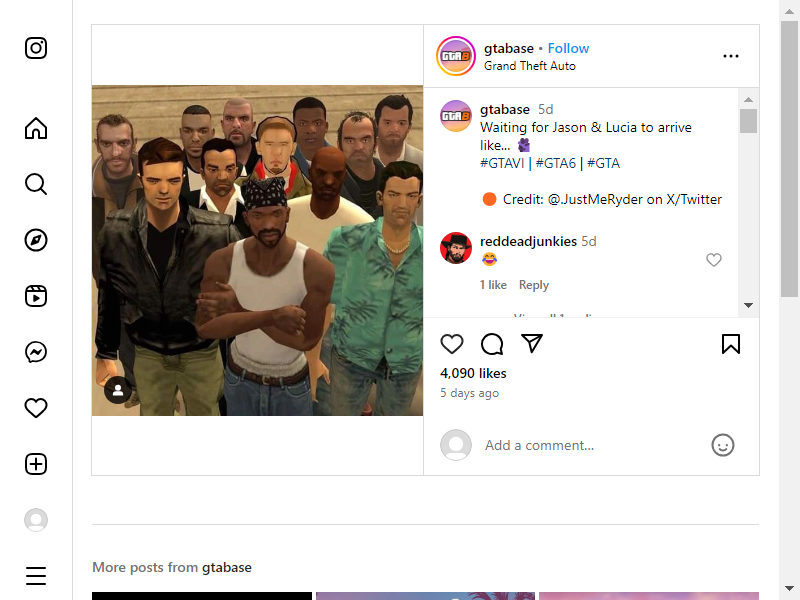 gtabase • Follow
Grand Theft Auto
gtabase 5d
Waiting for Jason & Lucia to arrive
like...
#GTAVI | #GTA6 | #GTA
Credit: @.JustMeRyder on X/Twitter
reddeadjunkies 5d
1 like Reply
4,090 likes
5 days ago
Add a comment...
More posts from gtabase